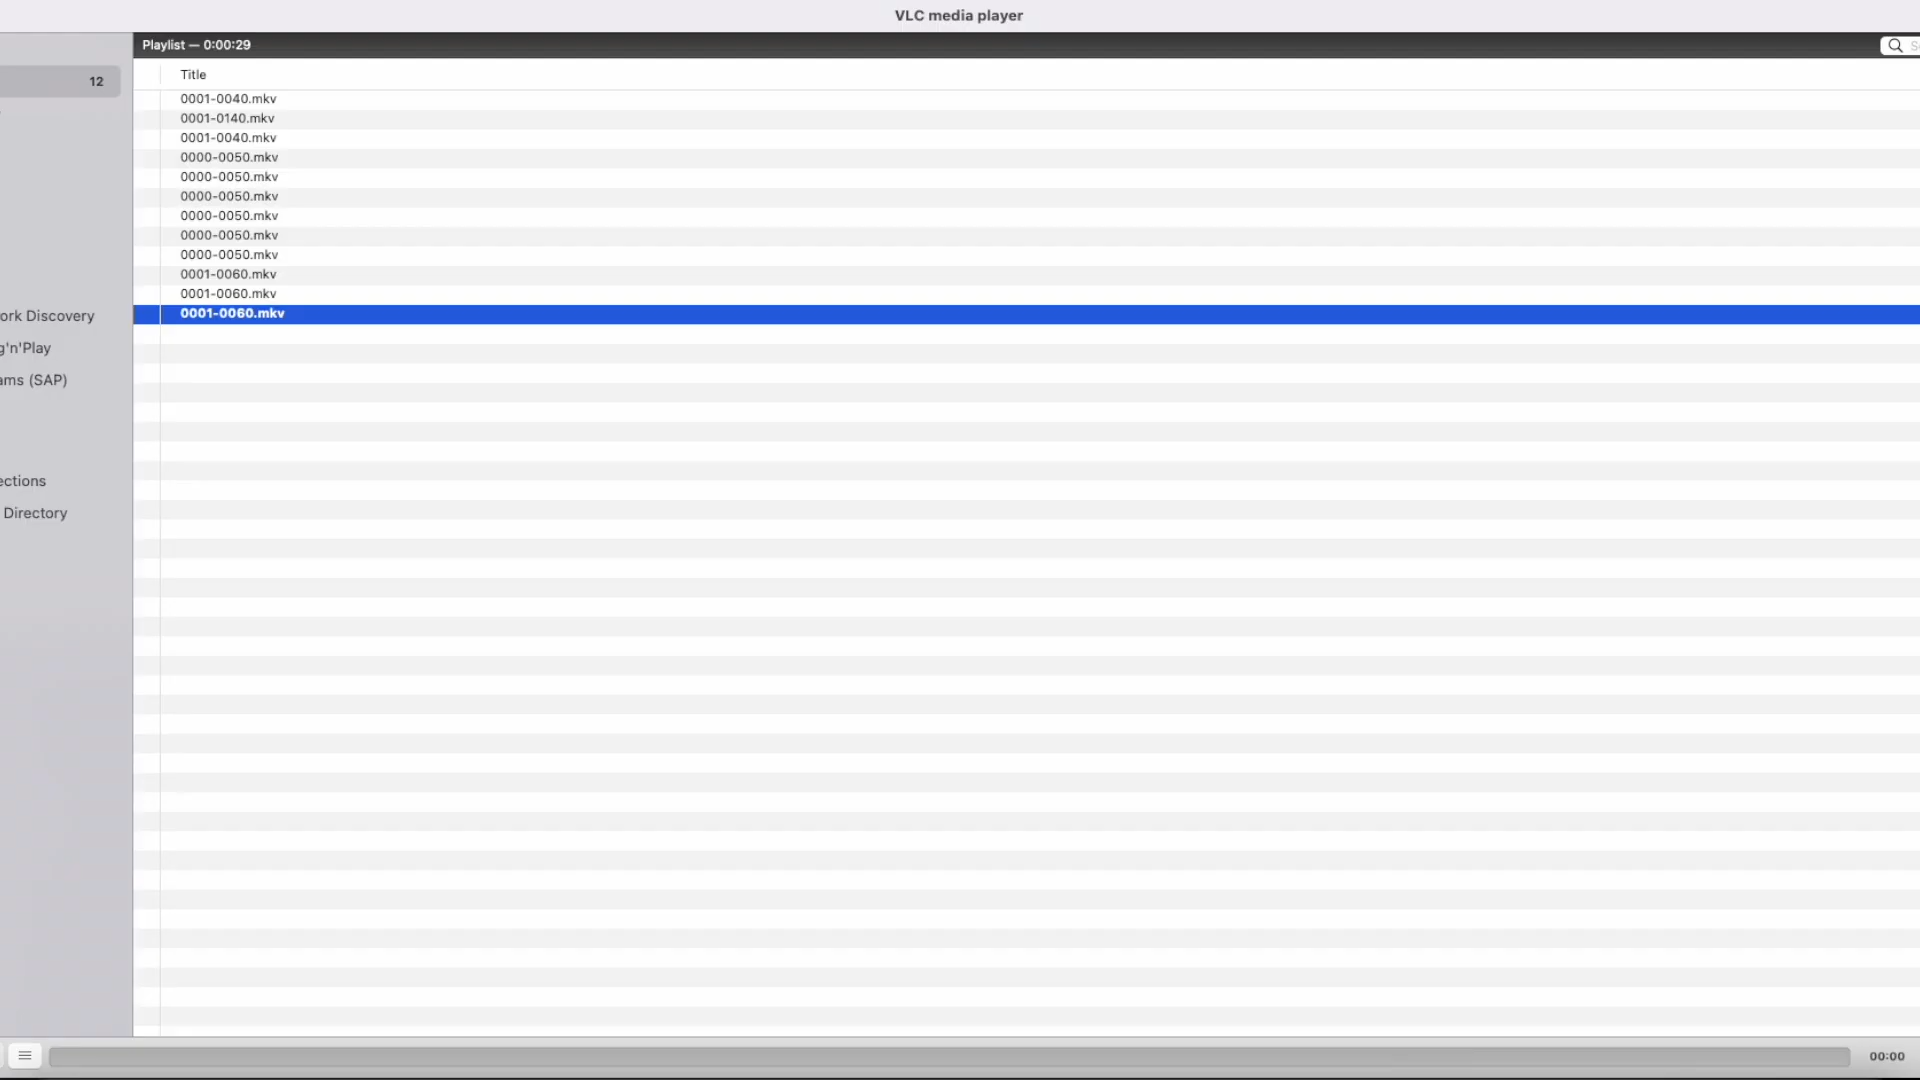 VLC media player
Playlist — 0:00:29
12
Title
0001-0040.mkv
0001-0140.mkv
0001-0040.mkv
0000-0050.mkv
0000-0050.mkv
0000-0050.mkv
0000-0050.mkv
0000-0050.mkv
0000-0050.mkv
0001-0060.mkv
0001-0060.mkv
0001-0060.mkv
ork Discovery
g'n'Play
ams (SAP)
ections
Directory
00:00